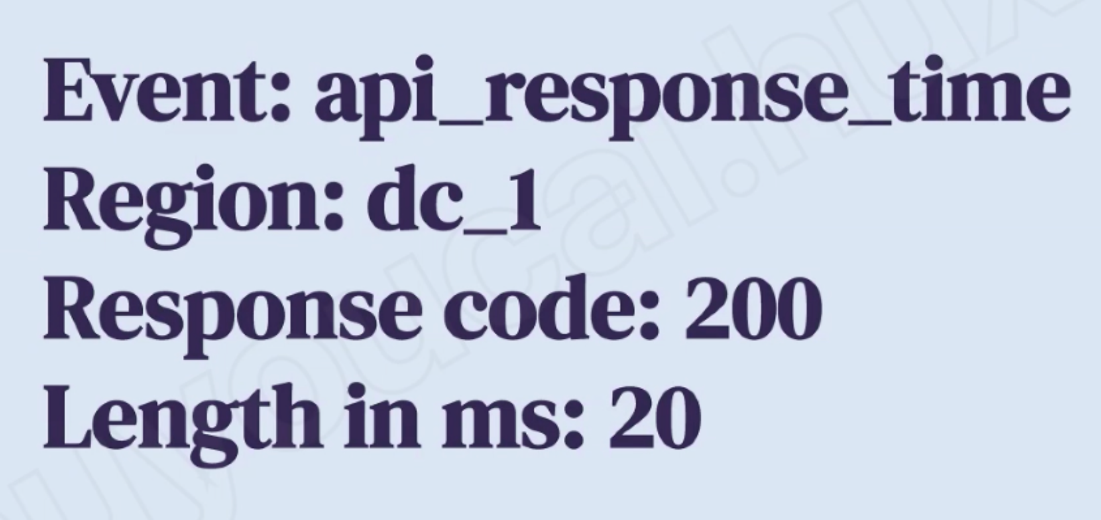 Event: api_response_time
Region: dc_1
Response code: 200
Length in ms: 20